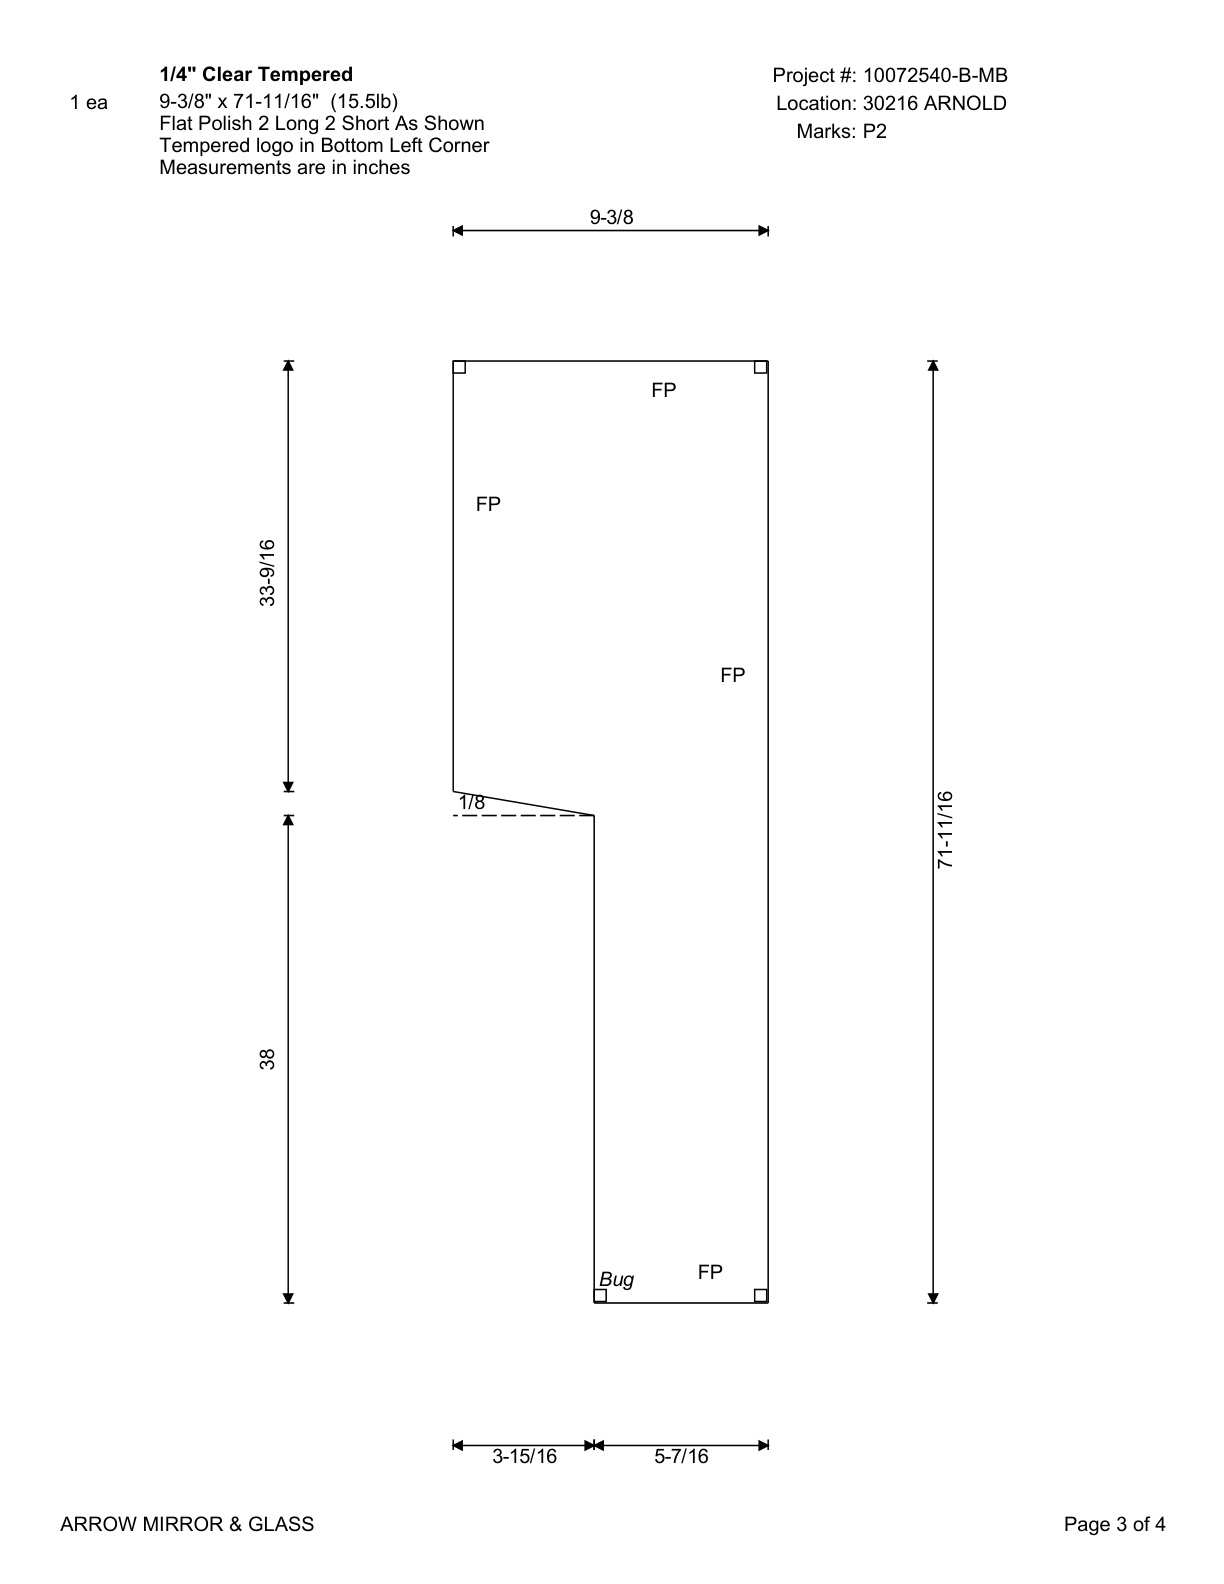 1/4" Clear Tempered
1 ea
9-3/8" x 71-11/16" (15.5lb)
Flat Polish 2 Long 2 Short As Shown
Tempered logo in Bottom Left Corner
Measurements are in inches
Project #: 10072540-B-MB
Location: 30216 ARNOLD
Marks: P2
9-3/8
FP
FP
33-9/16
FP
1/8
71-11/16
38
Bug
FP
3-15/16
5-7/16
ARROW MIRROR & GLASS
Page 3 of 4